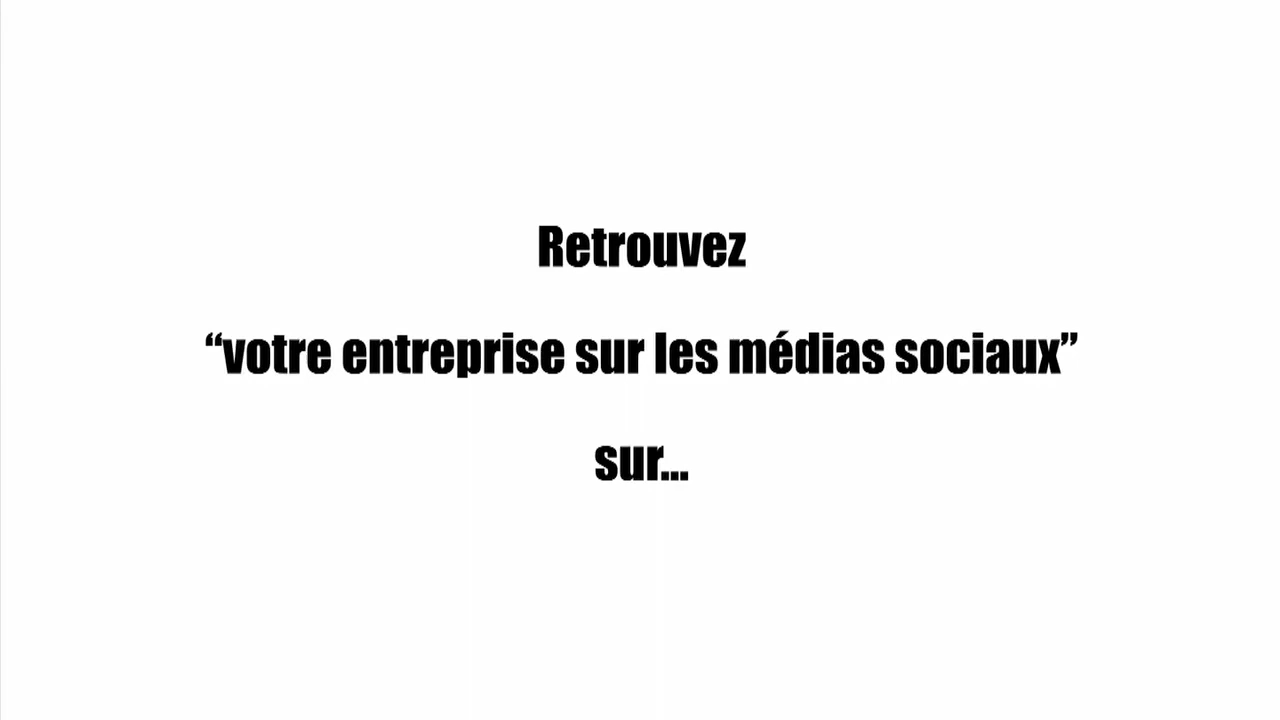 Retrouvez
“votre entreprise sur les médias sociaux”
sur...